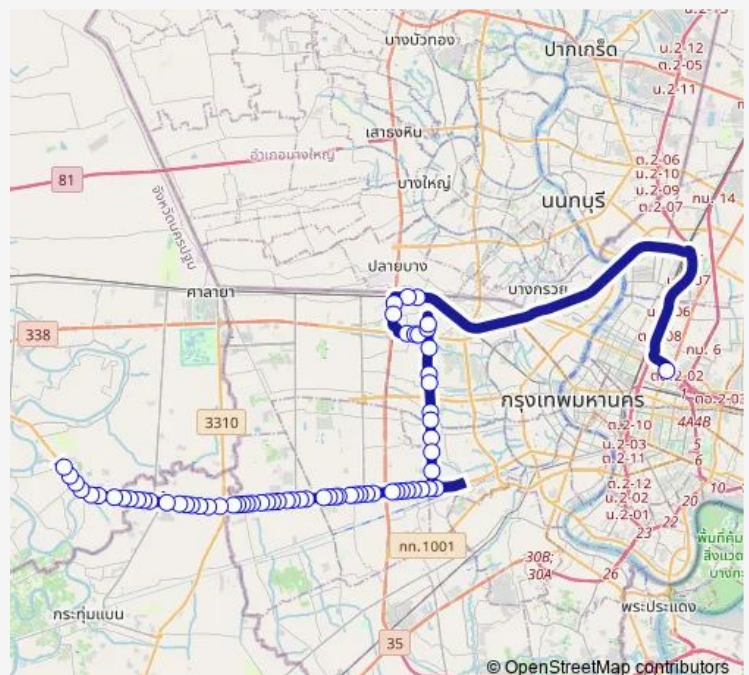 น.2-13
บางบัวทอง
ปากเกร็ด
น.2-12
ต.2-05
น.2-11
เสาธงหิน
อำเภอบางใหญ่
ต.2-06
น.2-10
น.2-09
ต.2-07
กม. 14
81
บางใหญ่
จังหวัดนครปฐม
นนทบุรี
ปลายบาง
ศาลายา
บางกรวย
338
กม. 6
ต.2-02
กรุงเทพมหานคร
4A4B
3310
ต.2-10
น.2-03
ต.2-11
5
6
10
ต.2-12
น.2-02
น.2-01
20
22
23
กท.1001
30B;
30A
26
กระทุ่มแบน
พระประแดง
35
© OpenStreetMap contributors